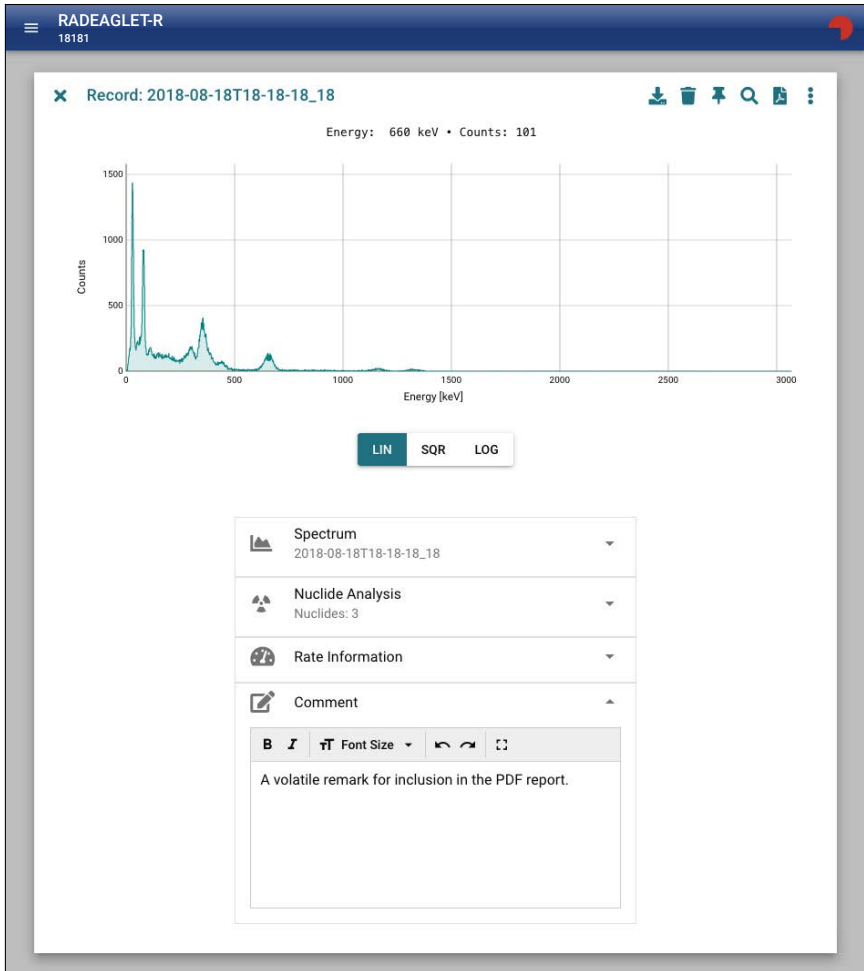 RADEAGLET-R
18181
Record: 2018-08-18T18-18-18_18
Energy:  660 keV • Counts: 101
1500
1000
500
0
Counts
0 500 1000 1500 2000 2500 3000
Energy [keV]
LIN SQR LOG
Spectrum
2018-08-18T18-18-18_18
Nuclide Analysis
Nuclides: 3
Rate Information
Comment
B I TT Font Size
A volatile remark for inclusion in the PDF report.